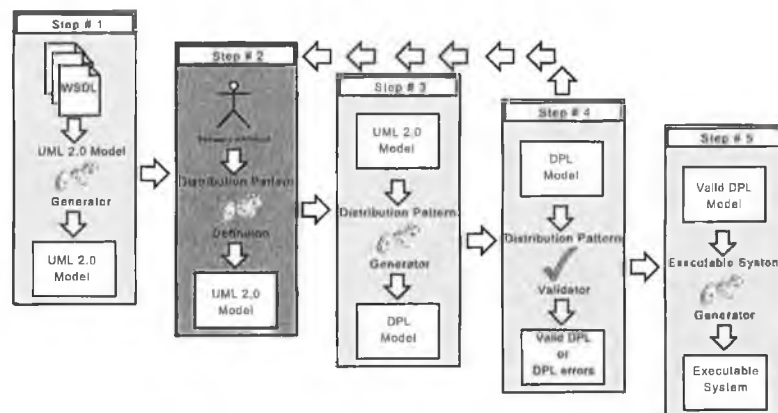 Step # 1
WSDL
UML 2.0 Model
Generator
UML 2.0
Model
Step # 2
Distribution Pattern
Definition
UML 2.0
Model
Step # 3
UML 2.0
Model
Distribution Pattern
Generator
DPL
Model
Step # 4
DPL
Model
Distribution Pattern
Validator
Valid DPL
or
DPL errors
Step # 5
Valid DPL
Model
Executable System
Generator
Executable
System